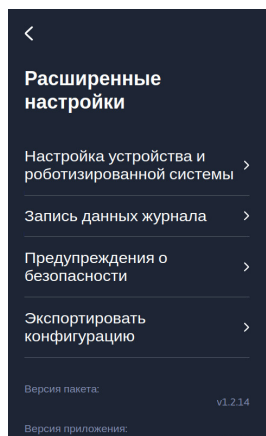 Расширенные
настройки
Настройка устройства и
роботизированной системы
Запись данных журнала
Предупреждения о
безопасности
Экспортировать
конфигурацию
Версия пакета:
v1.2.14
Версия приложения: